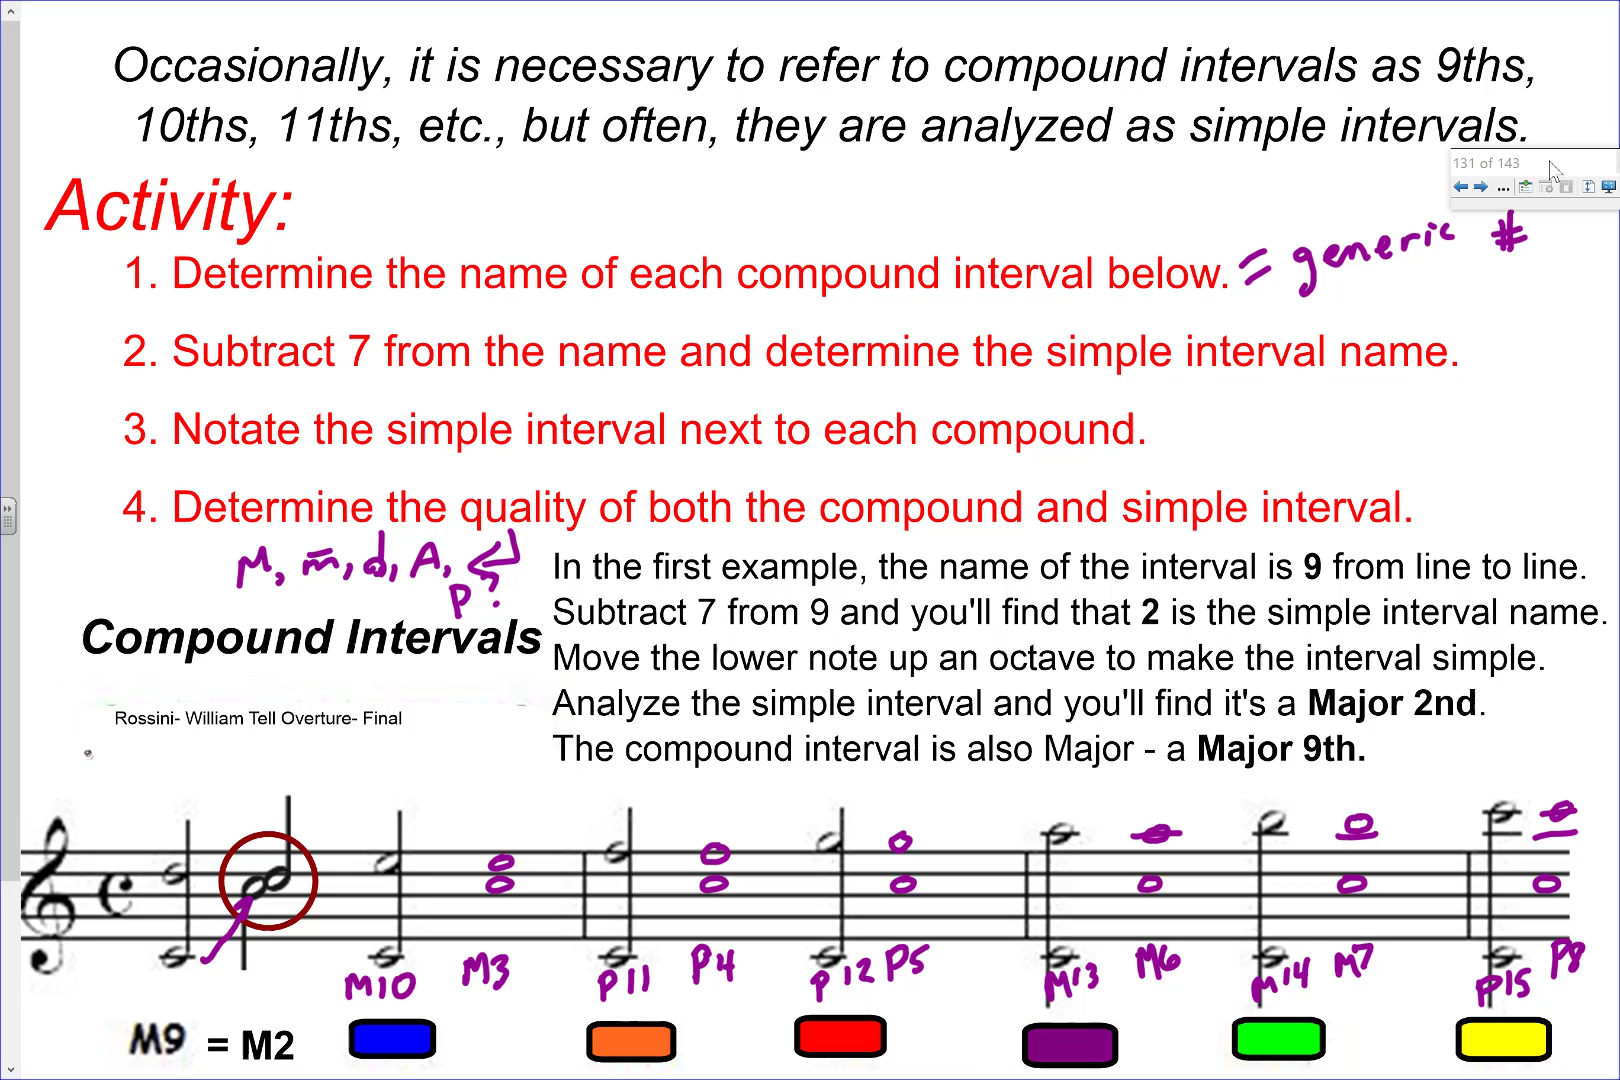 Occasionally, it is necessary to refer to compound intervals as 9ths,
10ths, 11ths, etc., but often, they are analyzed as simple intervals.
131 of 143
Activity:
1. Determine the name of each compound interval below. = generic #
2. Subtract 7 from the name and determine the simple interval name.
3. Notate the simple interval next to each compound.
4. Determine the quality of both the compound and simple interval.
M, m, d, A,
P?
In the first example, the name of the interval is 9 from line to line.
Subtract 7 from 9 and you'll find that 2 is the simple interval name.
Move the lower note up an octave to make the interval simple.
Analyze the simple interval and you'll find it's a Major 2nd.
The compound interval is also Major - a Major 9th.
Compound Intervals
Rossini- William Tell Overture- Final
M10 M3 P11 P4 P12 P5 M13 M6 M14 M7 P15 P8
M9 = M2